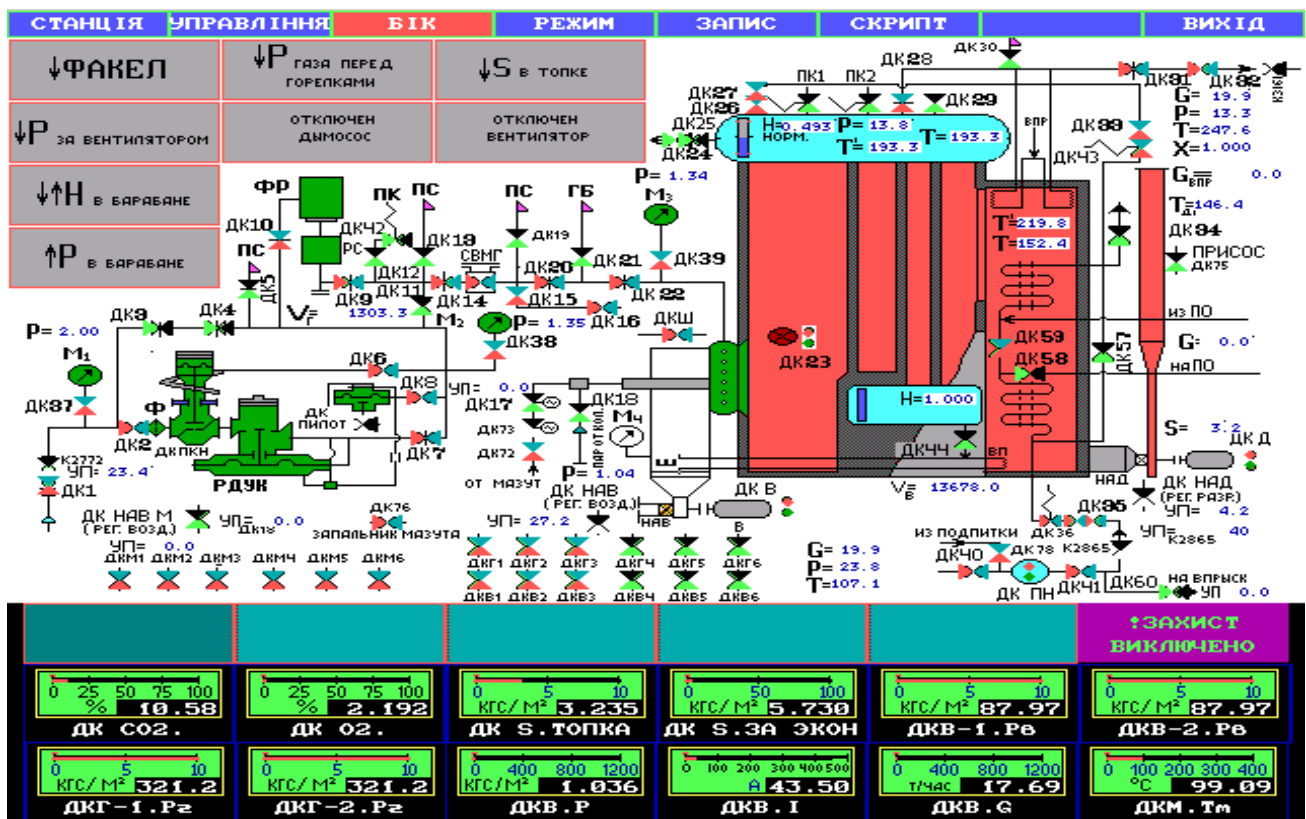 СТАНЦІЯ УПРАВЛІННЯ БІК РЕЖИМ ЗАПИС СКРИПТ ВИХІД
↓ФАКЕЛ
↓P ГАЗА ПЕРЕД
ГОРЕЛКАМИ
↓S В ТОПКЕ
↓P ЗА ВЕНТИЛЯТОРОМ
ОТКЛЮЧЕН
ДЫМОСОС
ОТКЛЮЧЕН
ВЕНТИЛЯТОР
↓↑H В БАРАБАНЕ
↑P В БАРАБАНЕ
ДК30
ДК28
ПК1 ПК2
ДК27
ДК26
ДК29
ДК25
ДК24
H=0.493 P= 13.8
НОРМ. T'= 193.3
T= 193.3
ВПР
ДК31 ДК32
К3161
G= 19.9
P= 13.3
T=247.6
X=1.000
ДК33
ДК43
G ВПР 0.0
T Д1 =146.4
ДК34
ПРИСОС
ДК75
P= 1.34
М3
ФР
ПК
ПС
ПС
ГБ
ДК10
ДК42
РС
ДК13
СВМГ
ДК19
ДК20
ДК21
ДК39
ПС
ДК5
ДК9
ДК12
ДК11
ДК14
ДК15
ДК16
ДК22
T'=219.8
T=152.4
P= 2.00
ДК3
ДК4
Vг=
1303.3
М2
P= 1.35
ДК38
ДКШ
М1
ДК37
ДК6
ДК8
УП= 0.0
ДК
ПИЛОТ
Ф
ДК2
ДКПКН
РДУК
ДК7
ДК17
ДК73
ДК72
ОТ МАЗУТ
ДК18
ПАРОТКОЛ.
P= 1.04
М4
ДК23
ДК59
ДК58
ДК57
ИЗ ПО
G= 0.0
НА ПО
H=1.000
ДК44
ВП
К2772
УП= 23.4
ДК1
S= 3.2
ДК Д
Н
НАД
ДК НАД
(РЕГ. РАЗР.)
УП= 4.2
VВ= 13678.0
ДК НАВ М
(РЕГ. ВОЗД.)
УП= 0.0
УП= 0.0
ДК76
ЗАПАЛЬНИК МАЗУТА
ДК НАВ
(РЕГ. ВОЗД.)
УП= 27.2
НАВ
Н
ДК В
В
ДК36
ДК35
УП= 40
К2865
ИЗ ПОДПИТКИ
ДК40
ДК78
К2865
ДК ПН
ДК41
ДК60
НА ВПРЫСК
УП 0.0
G= 19.9
P= 23.8
T=107.1
ДКМ1 ДКМ2 ДКМ3 ДКМ4 ДКМ5 ДКМ6
ДКГ1 ДКГ2 ДКГ3 ДКГ4 ДКГ5 ДКГ6
ДКВ1 ДКВ2 ДКВ3 ДКВ4 ДКВ5 ДКВ6
!ЗАХИСТ
ВИКЛЮЧЕНО
0 25 50 75 100
% 10.58
ДК СО2.
0 25 50 75 100
% 2.192
ДК О2.
0 5 10
КГС/М² 3.235
ДК S.ТОПКА
0 50 100
КГС/М² 5.730
ДК S.ЗА ЭКОН
0 5 10
КГС/М² 87.97
ДКВ-1.Рв
0 5 10
КГС/М² 87.97
ДКВ-2.Рв
0 5 10
КГС/М² 321.2
ДКГ-1.Рг
0 5 10
КГС/М² 321.2
ДКГ-2.Рг
0 400 800 1200
КГС/М² 1.036
ДКВ.Р
0 100 200 300 400 500
А 43.50
ДКВ.I
0 400 800 1200
Т/ЧАС 17.69
ДКВ.G
0 100 200 300 400
°С 99.09
ДКМ.Тм